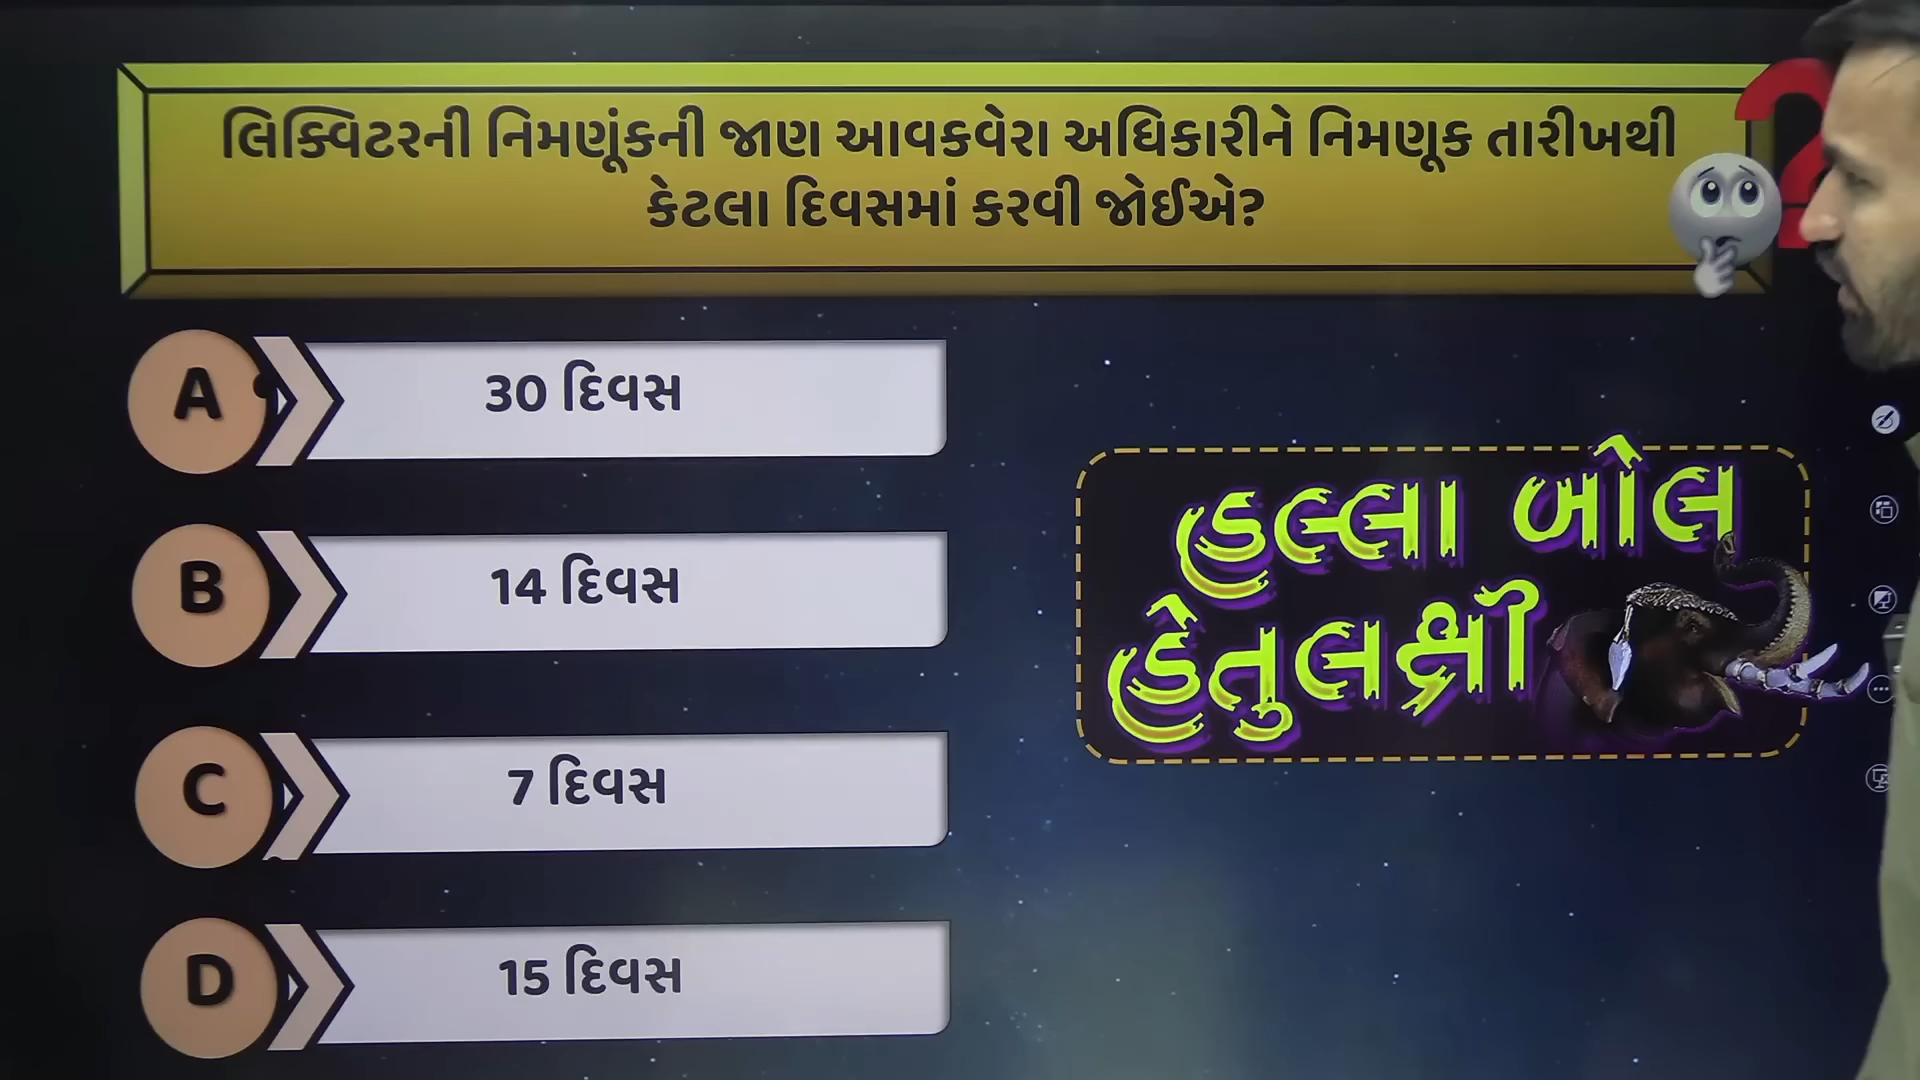 લિક્વિટરની નિમણૂંકની જાણ આવકવેરા અધિકારીને નિમણૂક તારીખથી
કેટલા દિવસમાં કરવી જોઈએ?
A 30 દિવસ
B 14 દિવસ
C 7 દિવસ
D 15 દિવસ
હલ્લા બોલ
હેતુલક્ષી